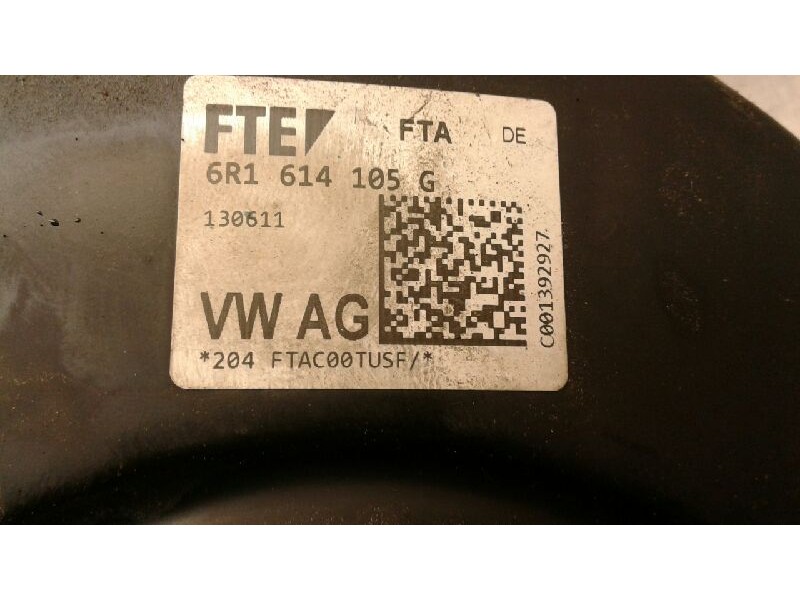 FTE FTA DE
6R1 614 105 G
130611
VW AG
*204 FTAC00TUSF/*
C001392927